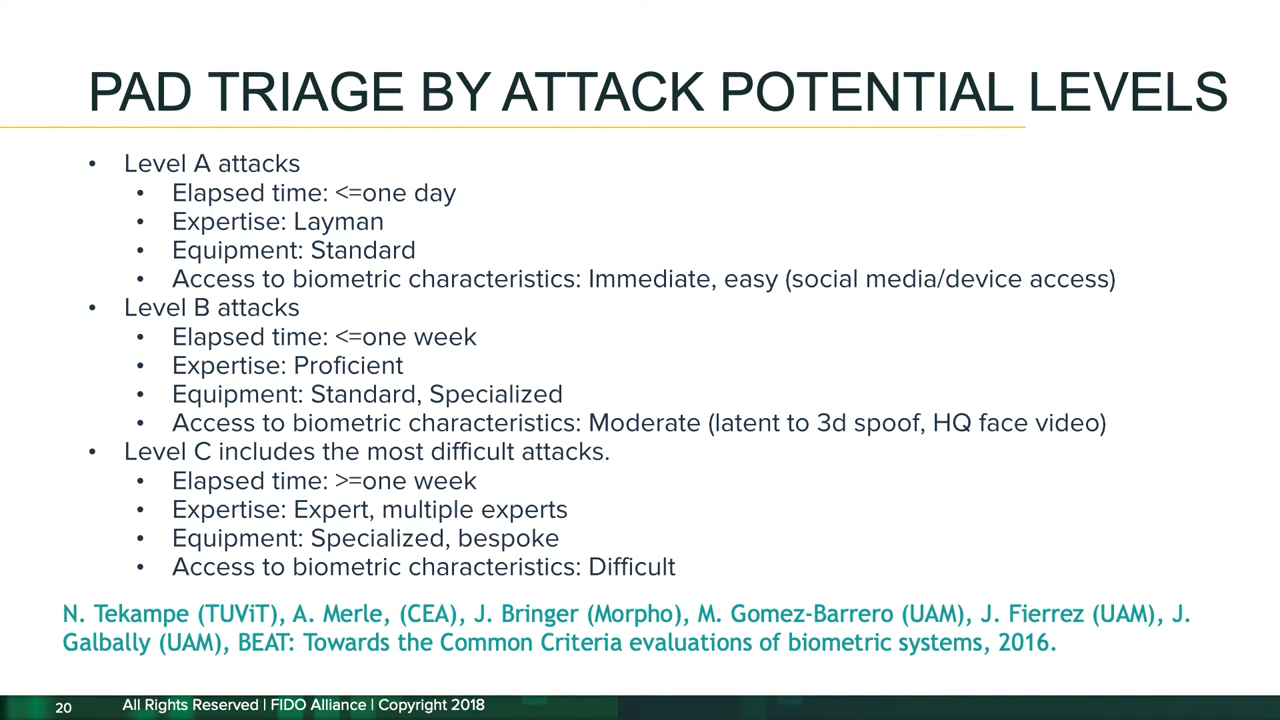 PAD TRIAGE BY ATTACK POTENTIAL LEVELS
• Level A attacks
• Elapsed time: <=one day
• Expertise: Layman
• Equipment: Standard
• Access to biometric characteristics: Immediate, easy (social media/device access)
• Level B attacks
• Elapsed time: <=one week
• Expertise: Proficient
• Equipment: Standard, Specialized
• Access to biometric characteristics: Moderate (latent to 3d spoof, HQ face video)
• Level C includes the most difficult attacks.
• Elapsed time: >=one week
• Expertise: Expert, multiple experts
• Equipment: Specialized, bespoke
• Access to biometric characteristics: Difficult
N. Tekampe (TUViT), A. Merle, (CEA), J. Bringer (Morpho), M. Gomez-Barrero (UAM), J. Fierrez (UAM), J.
Galbally (UAM), BEAT: Towards the Common Criteria evaluations of biometric systems, 2016.
20 All Rights Reserved | FIDO Alliance | Copyright 2018